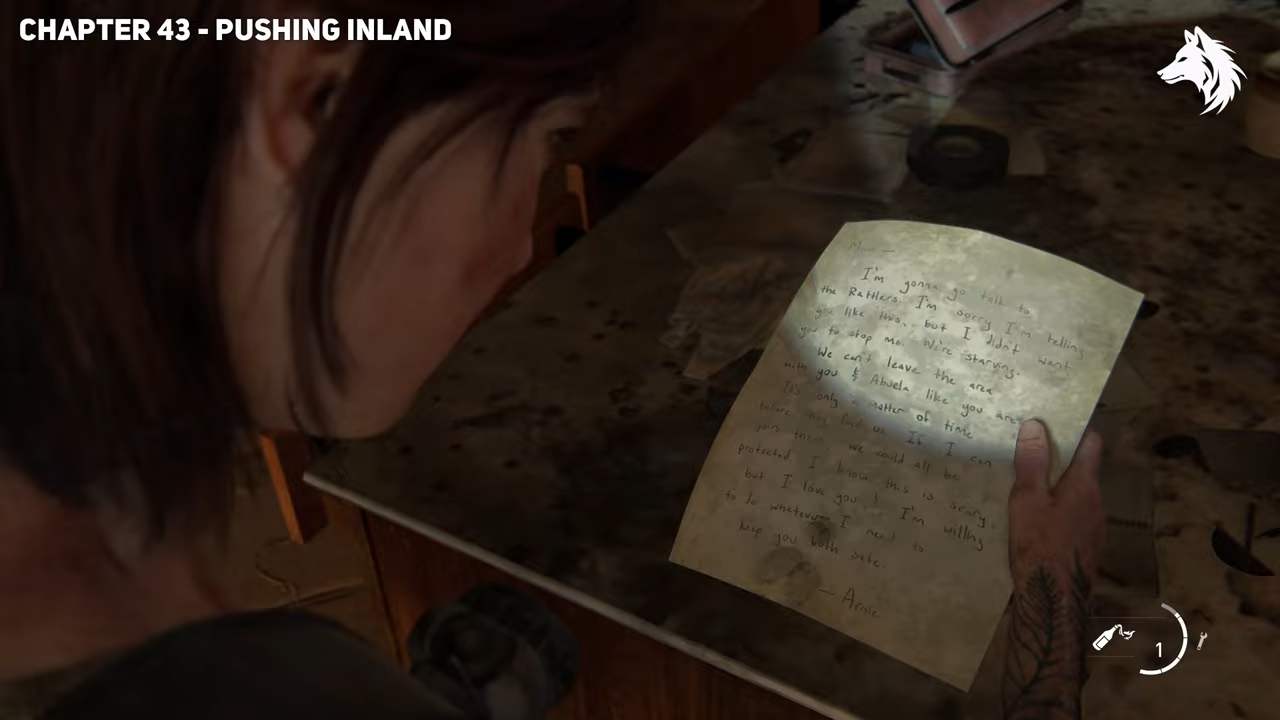 CHAPTER 43 - PUSHING INLAND
Mom —
I'm gonna go talk to
the Rattlers. I'm sorry I'm telling
you like this, but I didn't want
you to stop me. We're starving.
We can't leave the area
with you & Abuela like you are.
It's only a matter of time
before they find us. If I can
join them, we could all be
protected. I know this is scary,
but I love you & I'm willing
to do whatever I need to
keep you both safe.
— Arnie
1